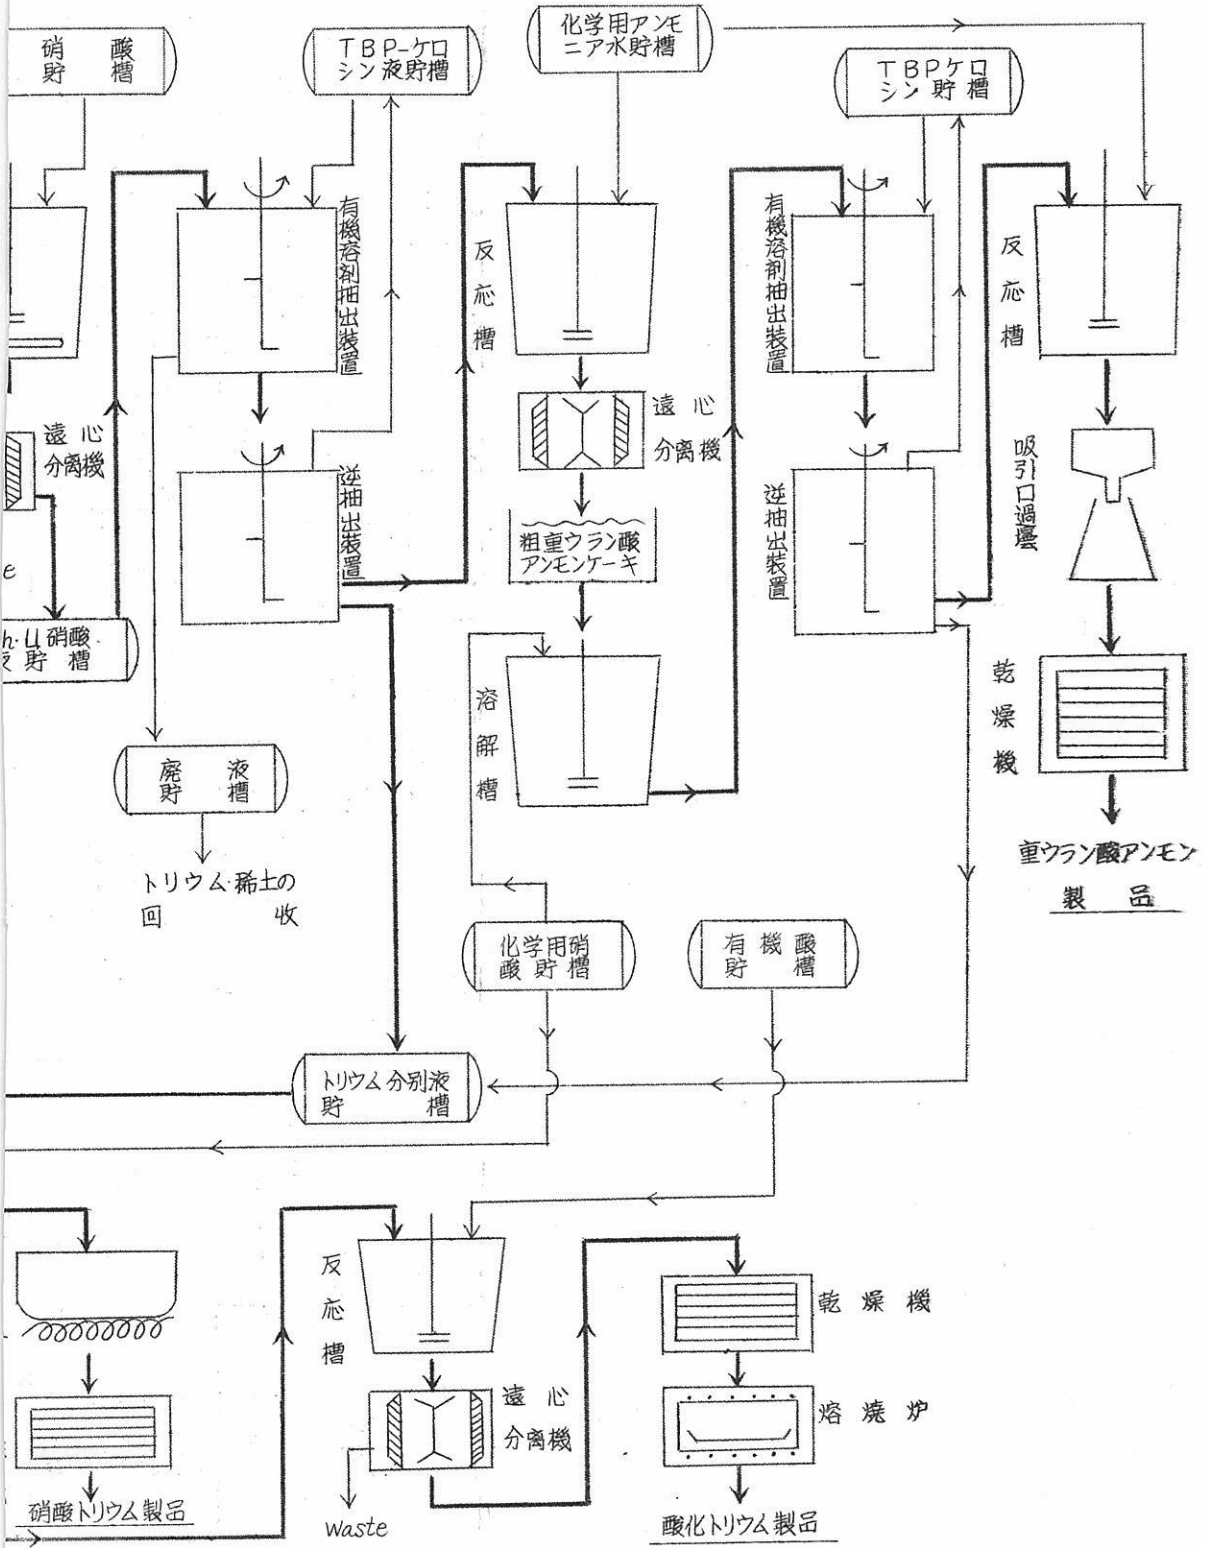 硝酸
貯槽
TBP-ケロ
シン液貯槽
化学用アンモ
ニア水貯槽
TBPケロ
シン貯槽
有機溶剤抽出装置
反応槽
有機溶剤抽出装置
反応槽
遠心
分離機
逆抽出装置
遠心
分離機
粗重ウラン酸
アンモンケーキ
逆抽出装置
吸引口過壜
e
h・U硝酸
貯槽
溶解槽
乾燥機
廃液
貯槽
トリウム・稀土の
回収
重ウラン酸アンモン
製品
化学用硝
酸貯槽
有機酸
貯槽
トリウム分別液
貯槽
反応槽
乾燥機
遠心
分離機
熔焼炉
硝酸トリウム製品
waste
酸化トリウム製品